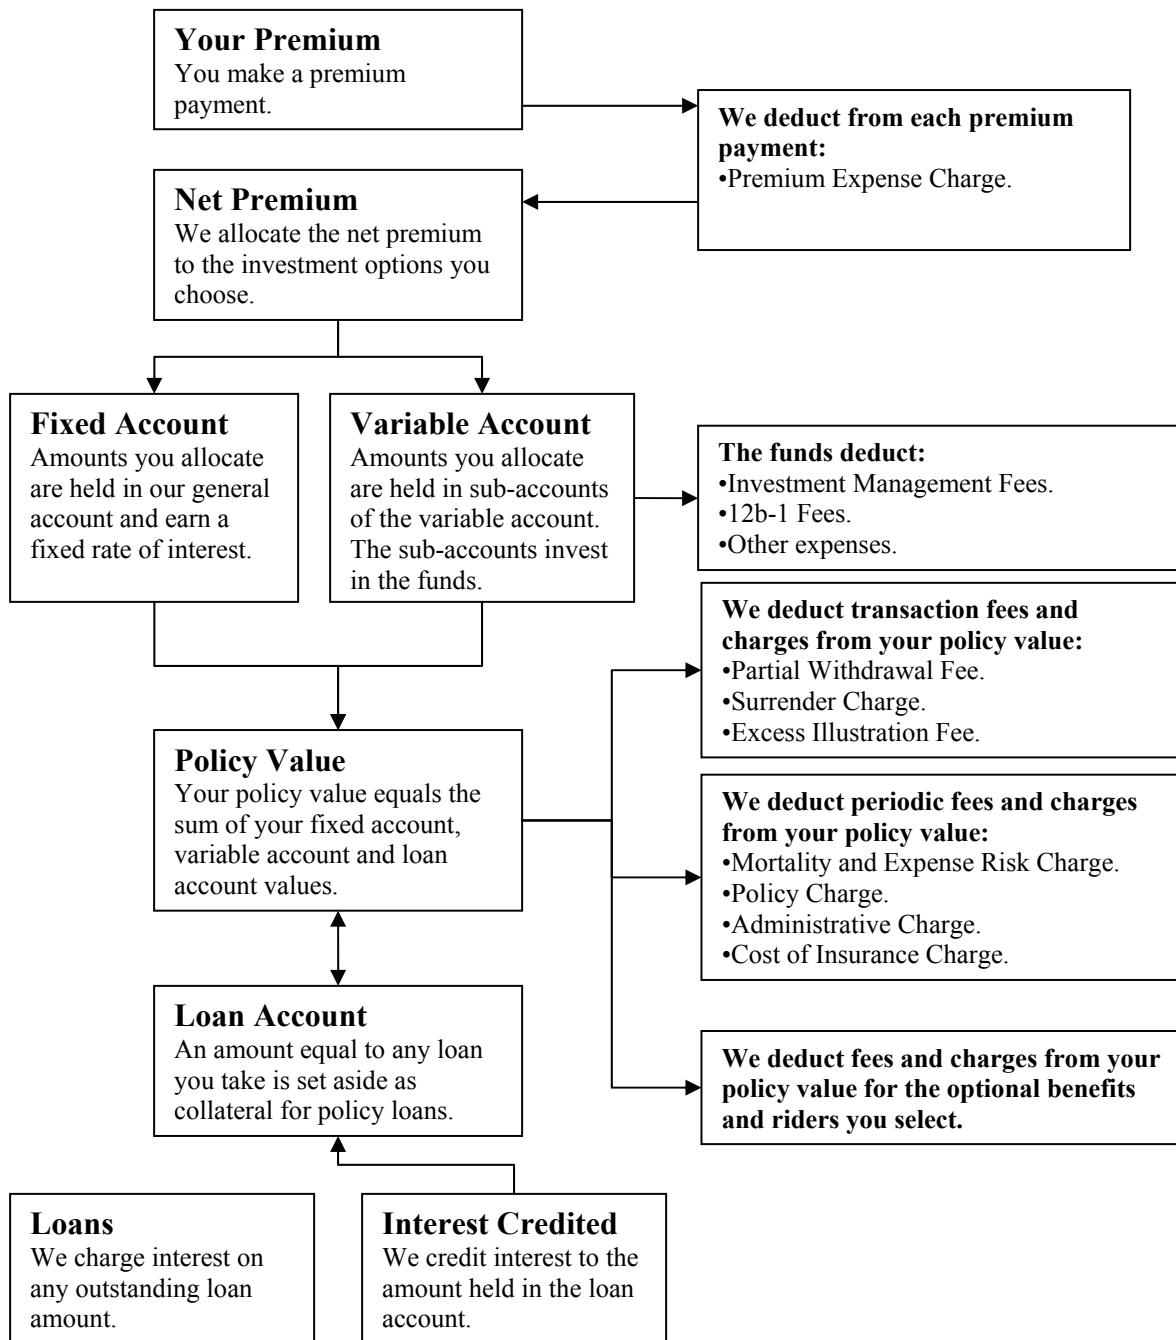 Your Premium
You make a premium
payment.
We deduct from each premium
payment:
•Premium Expense Charge.
Net Premium
We allocate the net premium
to the investment options you
choose.
Fixed Account
Amounts you allocate
are held in our general
account and earn a
fixed rate of interest.
Variable Account
Amounts you allocate
are held in sub-accounts
of the variable account.
The sub-accounts invest
in the funds.
The funds deduct:
•Investment Management Fees.
•12b-1 Fees.
•Other expenses.
We deduct transaction fees and
charges from your policy value:
•Partial Withdrawal Fee.
•Surrender Charge.
•Excess Illustration Fee.
Policy Value
Your policy value equals the
sum of your fixed account,
variable account and loan
account values.
We deduct periodic fees and charges
from your policy value:
•Mortality and Expense Risk Charge.
•Policy Charge.
•Administrative Charge.
•Cost of Insurance Charge.
Loan Account
An amount equal to any loan
you take is set aside as
collateral for policy loans.
We deduct fees and charges from your
policy value for the optional benefits
and riders you select.
Loans
We charge interest on
any outstanding loan
amount.
Interest Credited
We credit interest to the
amount held in the loan
account.